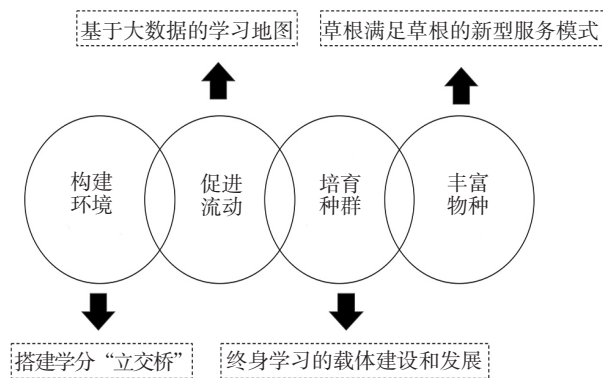 基于大数据的学习地图
草根满足草根的新型服务模式
构建
环境
促进
流动
培育
种群
丰富
物种
搭建学分“立交桥”
终身学习的载体建设和发展